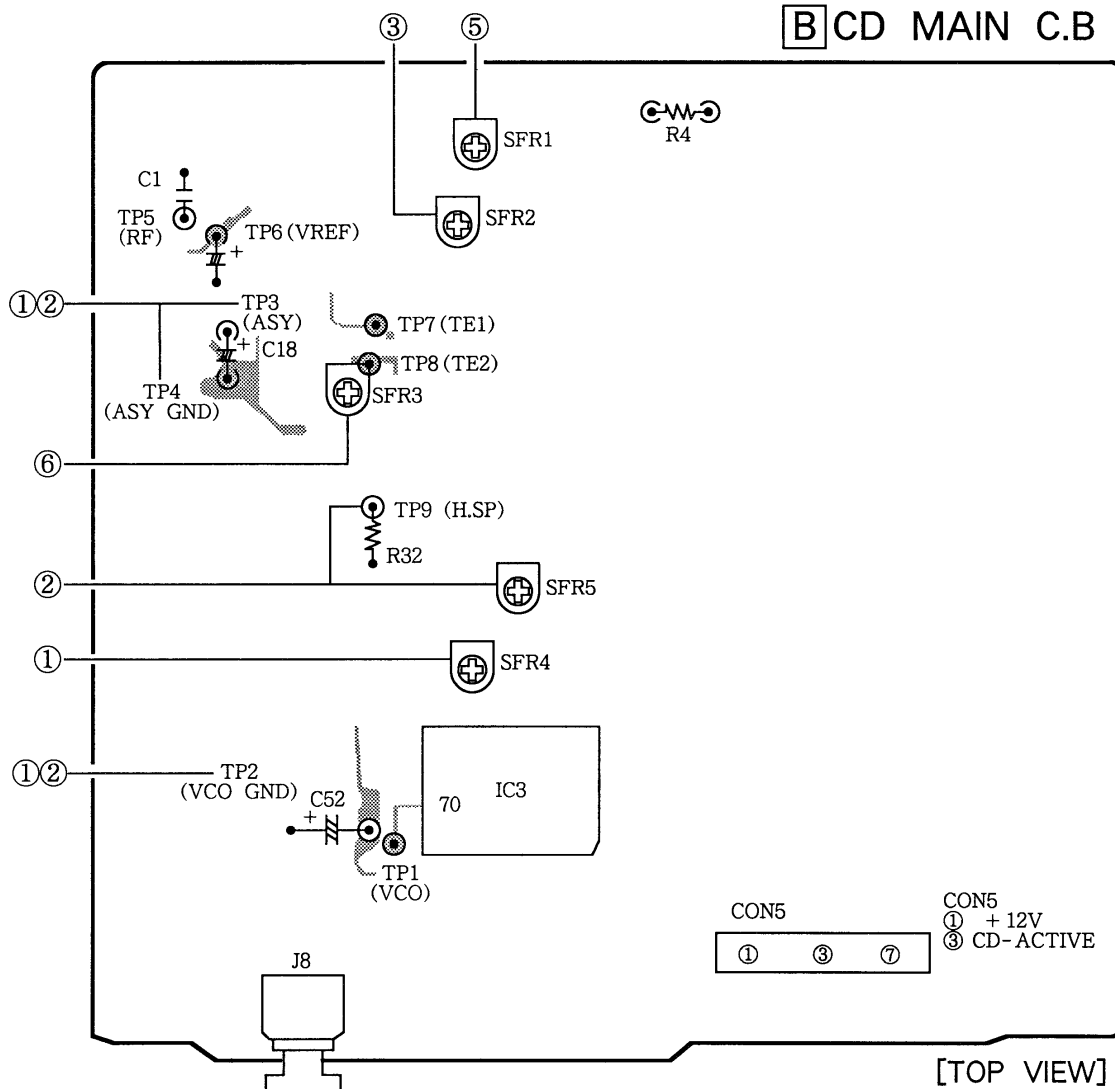 ③ ⑤
B CD MAIN C.B
SFR1
R4
C1
SFR2
TP5
(RF)
TP6 (VREF)
+
①② TP3
(ASY)
TP7 (TE1)
+ C18
TP8 (TE2)
TP4
(ASY GND)
SFR3
⑥
TP9 (H.SP)
R32
② SFR5
① SFR4
①② TP2
(VCO GND)
C52
+
70 IC3
TP1
(VCO)
CON5
① ③ ⑦
CON5
① +12V
③ CD-ACTIVE
J8
[TOP VIEW]